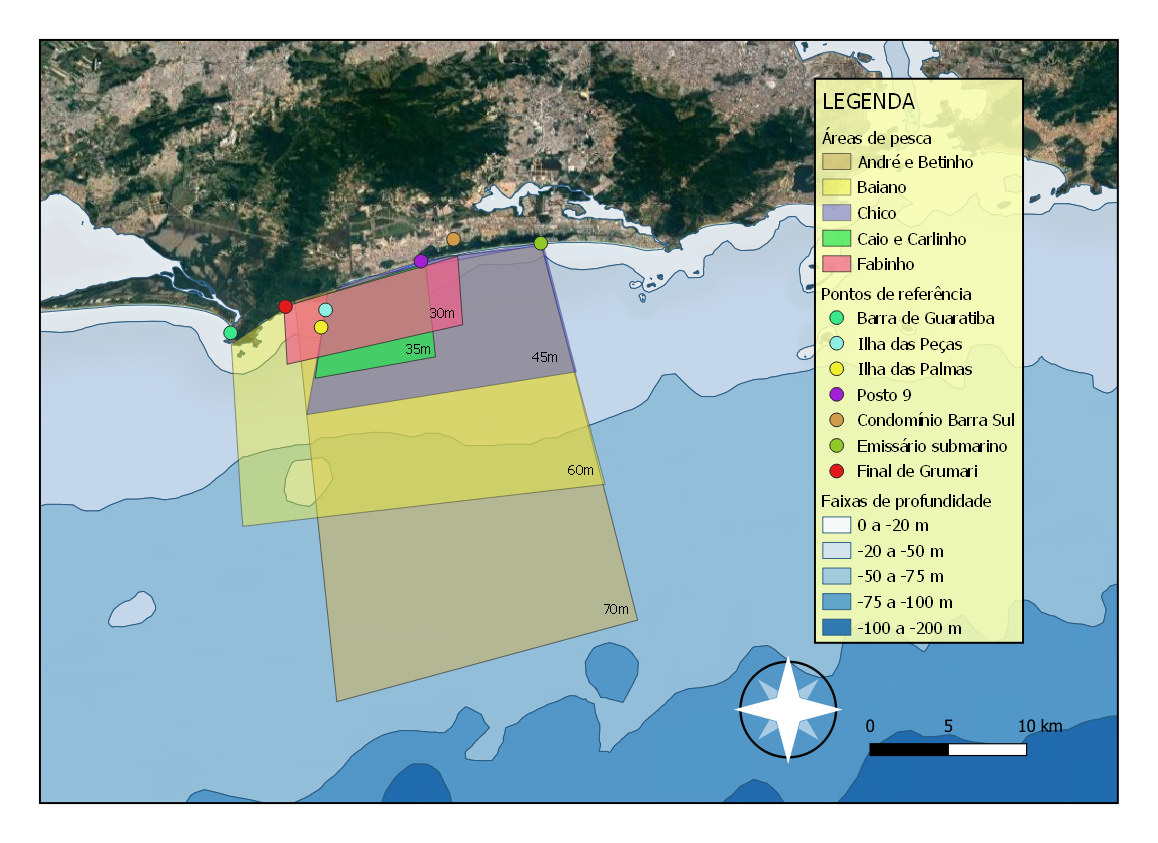 LEGENDA
Áreas de pesca
André e Betinho
Baiano
Chico
Caio e Carlinho
Fabinho
Pontos de referência
Barra de Guaratiba
Ilha das Peças
Ilha das Palmas
Posto 9
Condomínio Barra Sul
Emissário submarino
Final de Grumari
Faixas de profundidade
0 a -20 m
-20 a -50 m
-50 a -75 m
-75 a -100 m
-100 a -200 m
30m
35m
45m
60m
70m
0 5 10 km